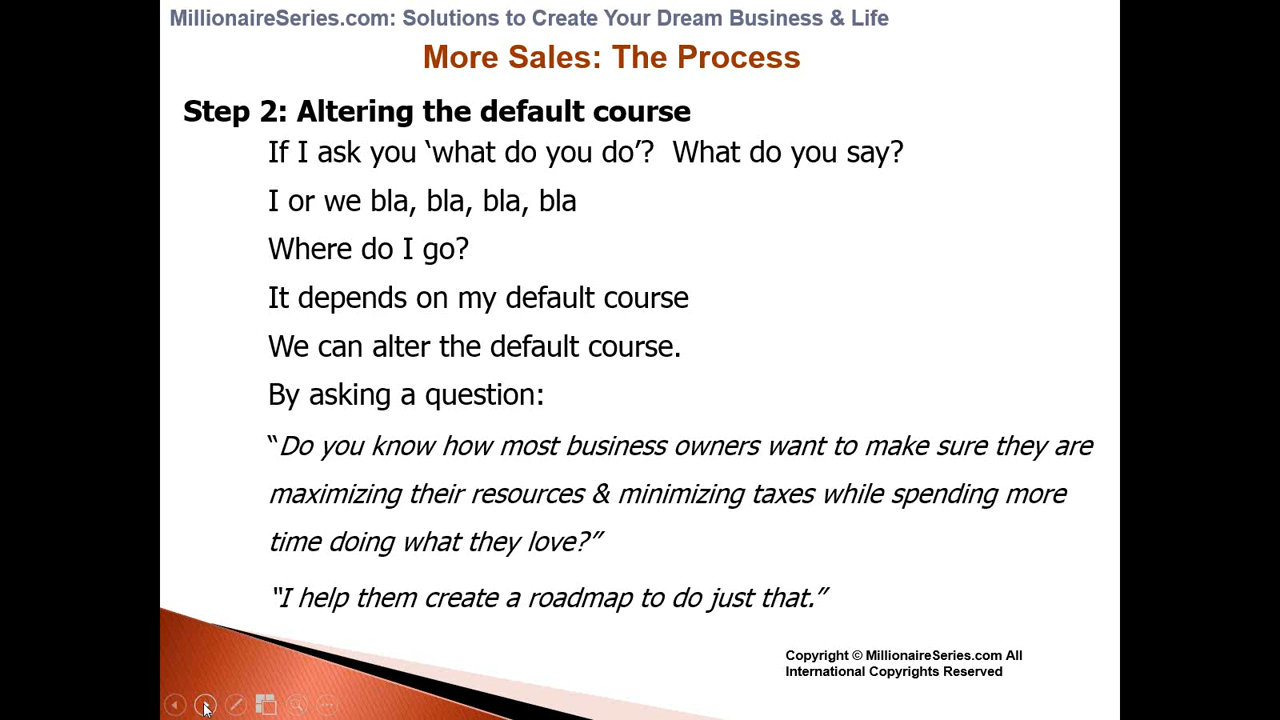 MillionaireSeries.com: Solutions to Create Your Dream Business & Life
More Sales: The Process
Step 2: Altering the default course
If I ask you ‘what do you do’?  What do you say?
I or we bla, bla, bla, bla
Where do I go?
It depends on my default course
We can alter the default course.
By asking a question:
“Do you know how most business owners want to make sure they are
maximizing their resources & minimizing taxes while spending more
time doing what they love?”
“I help them create a roadmap to do just that.”
Copyright © MillionaireSeries.com All
International Copyrights Reserved